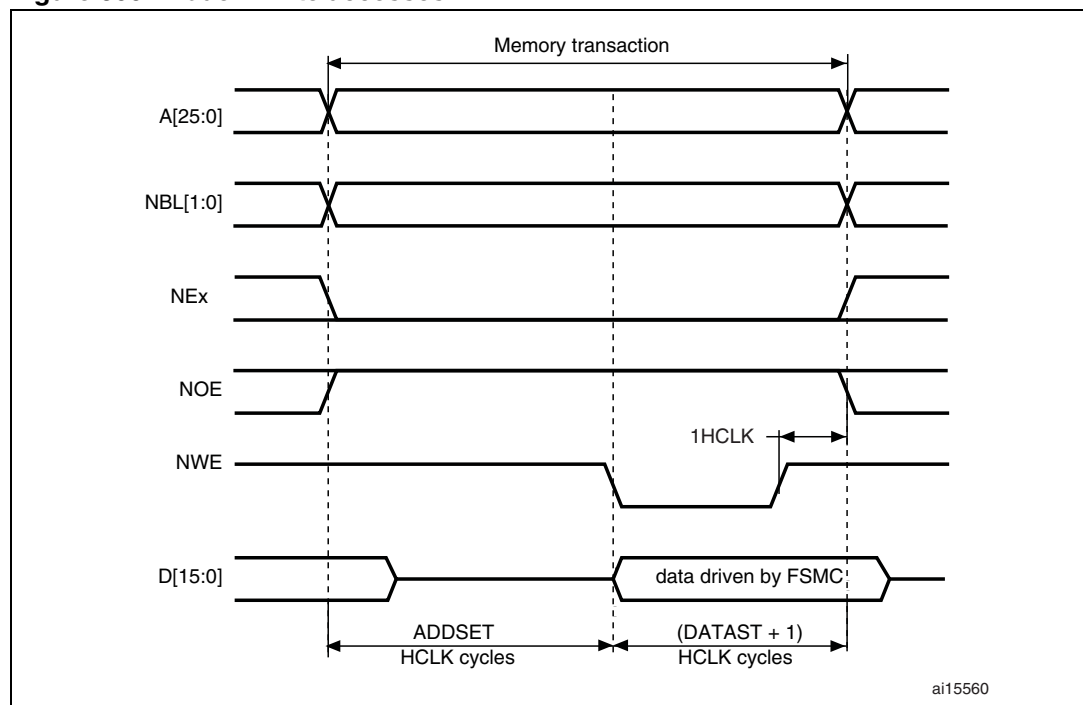 Memory transaction
A[25:0]
NBL[1:0]
NEx
NOE
1HCLK
NWE
D[15:0]
data driven by FSMC
ADDSET
HCLK cycles
(DATAST + 1)
HCLK cycles
ai15560